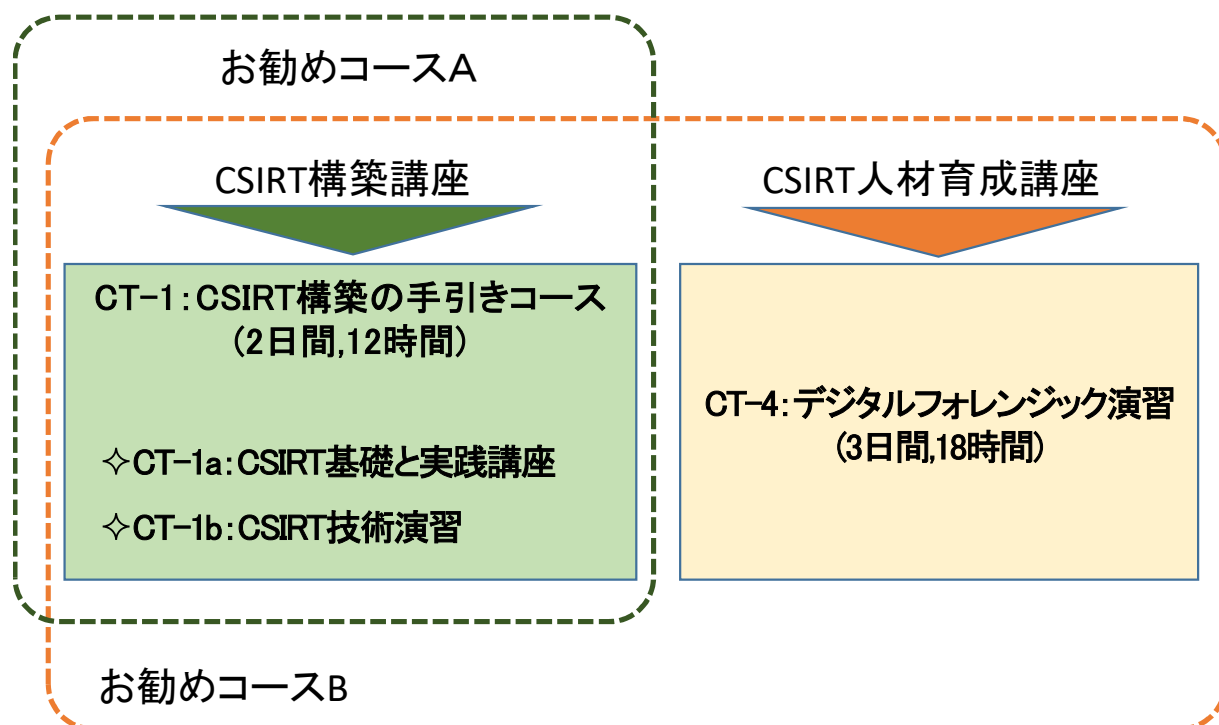 お勧めコースA
CSIRT構築講座
CT-1:CSIRT構築の手引きコース
(2日間,12時間)
✧CT-1a:CSIRT基礎と実践講座
✧CT-1b:CSIRT技術演習
CSIRT人材育成講座
CT-4:デジタルフォレンジック演習
(3日間,18時間)
お勧めコースB